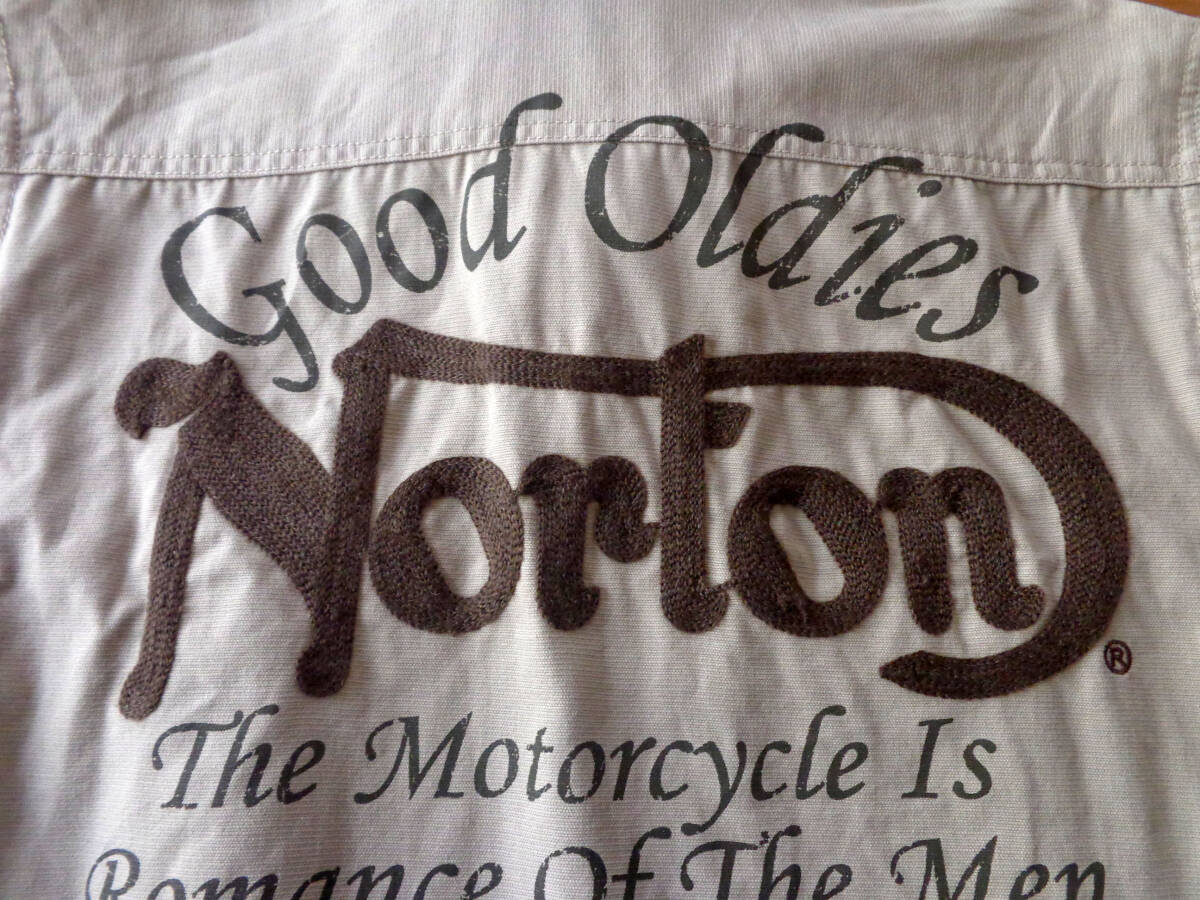 Good Oldies
Norton ®
The Motorcycle Is
Romance Of The Men